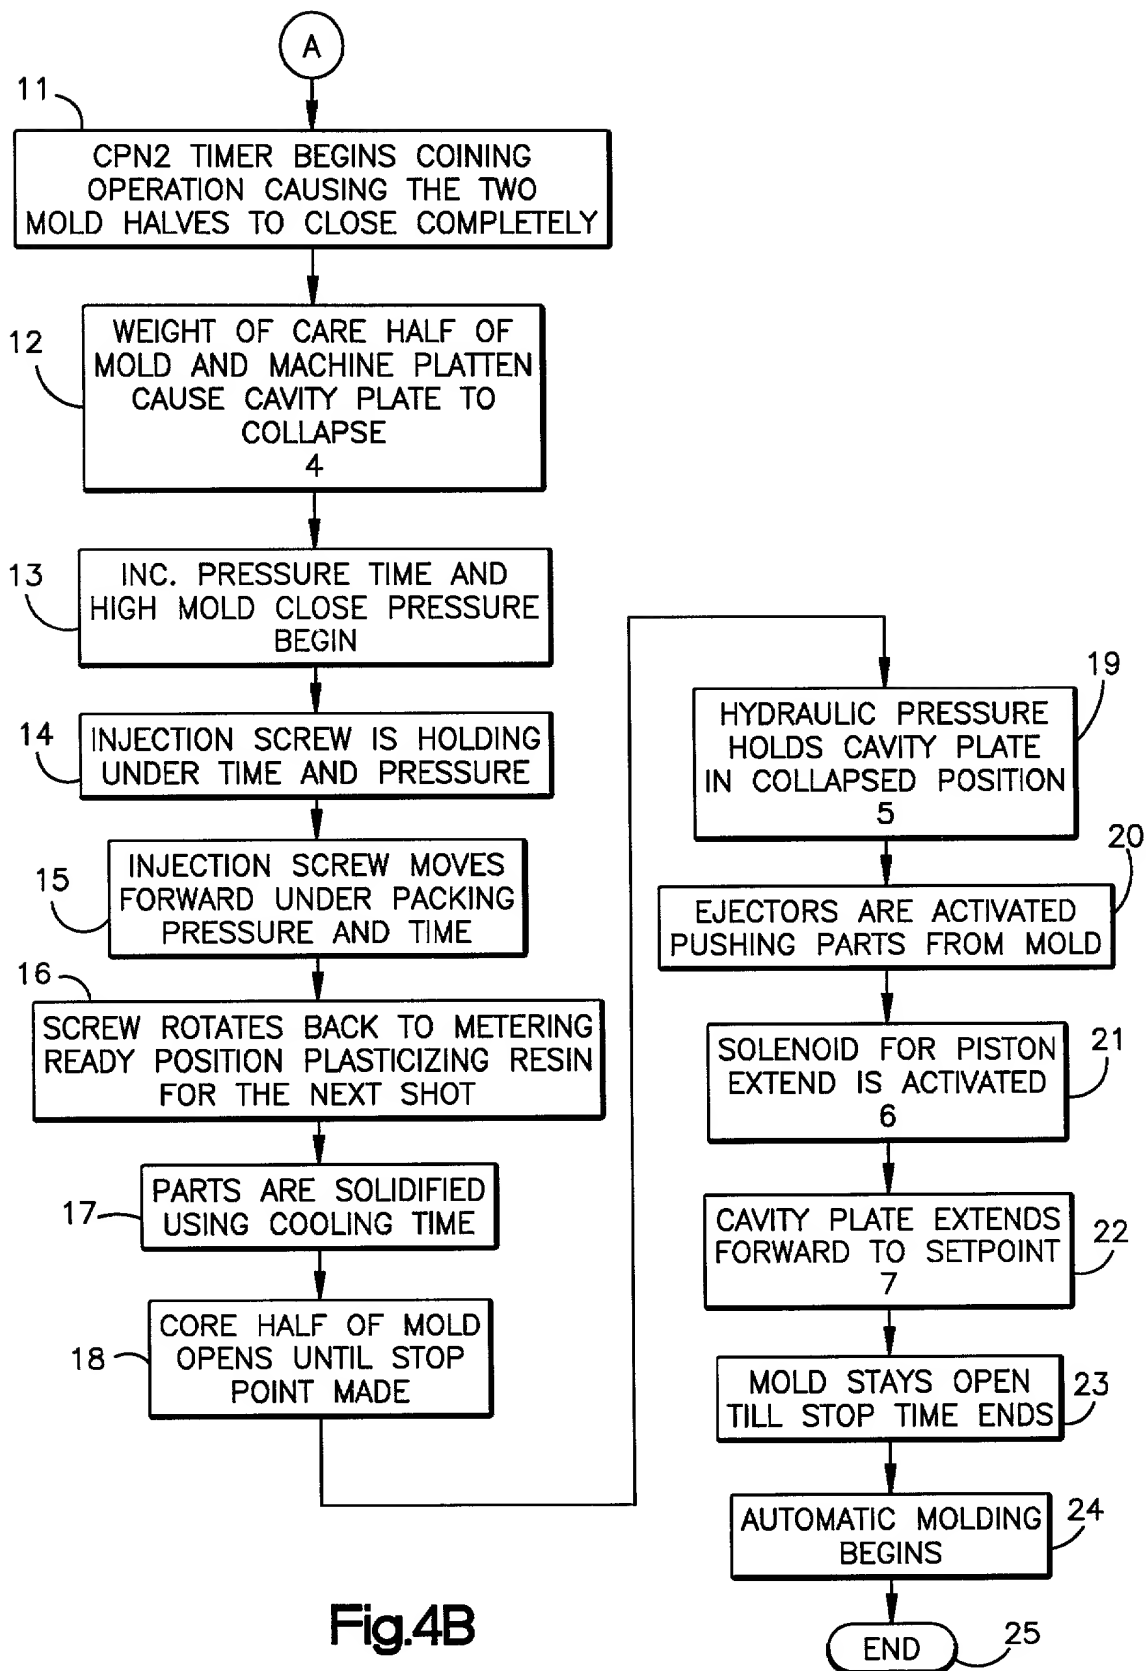 A
11
CPN2 TIMER BEGINS COINING
OPERATION CAUSING THE TWO
MOLD HALVES TO CLOSE COMPLETELY
12
WEIGHT OF CARE HALF OF
MOLD AND MACHINE PLATTEN
CAUSE CAVITY PLATE TO
COLLAPSE
4
13
INC. PRESSURE TIME AND
HIGH MOLD CLOSE PRESSURE
BEGIN
14
INJECTION SCREW IS HOLDING
UNDER TIME AND PRESSURE
15
INJECTION SCREW MOVES
FORWARD UNDER PACKING
PRESSURE AND TIME
16
SCREW ROTATES BACK TO METERING
READY POSITION PLASTICIZING RESIN
FOR THE NEXT SHOT
17
PARTS ARE SOLIDIFIED
USING COOLING TIME
18
CORE HALF OF MOLD
OPENS UNTIL STOP
POINT MADE
19
HYDRAULIC PRESSURE
HOLDS CAVITY PLATE
IN COLLAPSED POSITION
5
20
EJECTORS ARE ACTIVATED
PUSHING PARTS FROM MOLD
21
SOLENOID FOR PISTON
EXTEND IS ACTIVATED
6
22
CAVITY PLATE EXTENDS
FORWARD TO SETPOINT
7
23
MOLD STAYS OPEN
TILL STOP TIME ENDS
24
AUTOMATIC MOLDING
BEGINS
END
25
Fig.4B